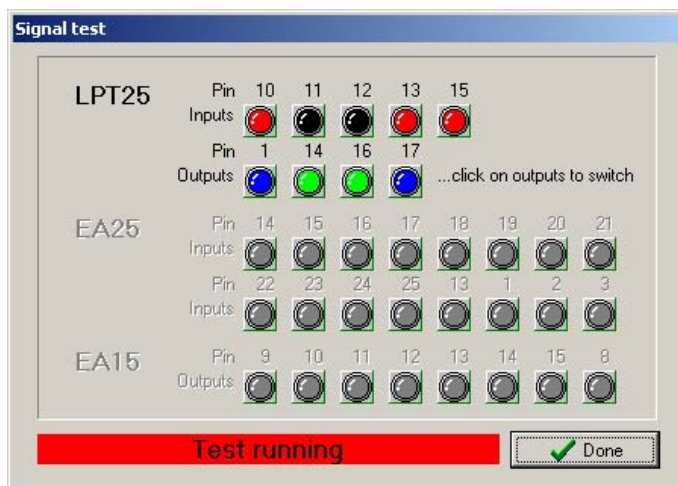 Signal test
LPT25 Pin 10 11 12 13 15
Inputs
Pin 1 14 16 17
Outputs ...click on outputs to switch
EA25 Pin 14 15 16 17 18 19 20 21
Inputs
Pin 22 23 24 25 13 1 2 3
Inputs
EA15 Pin 9 10 11 12 13 14 15 8
Outputs
Test running Done